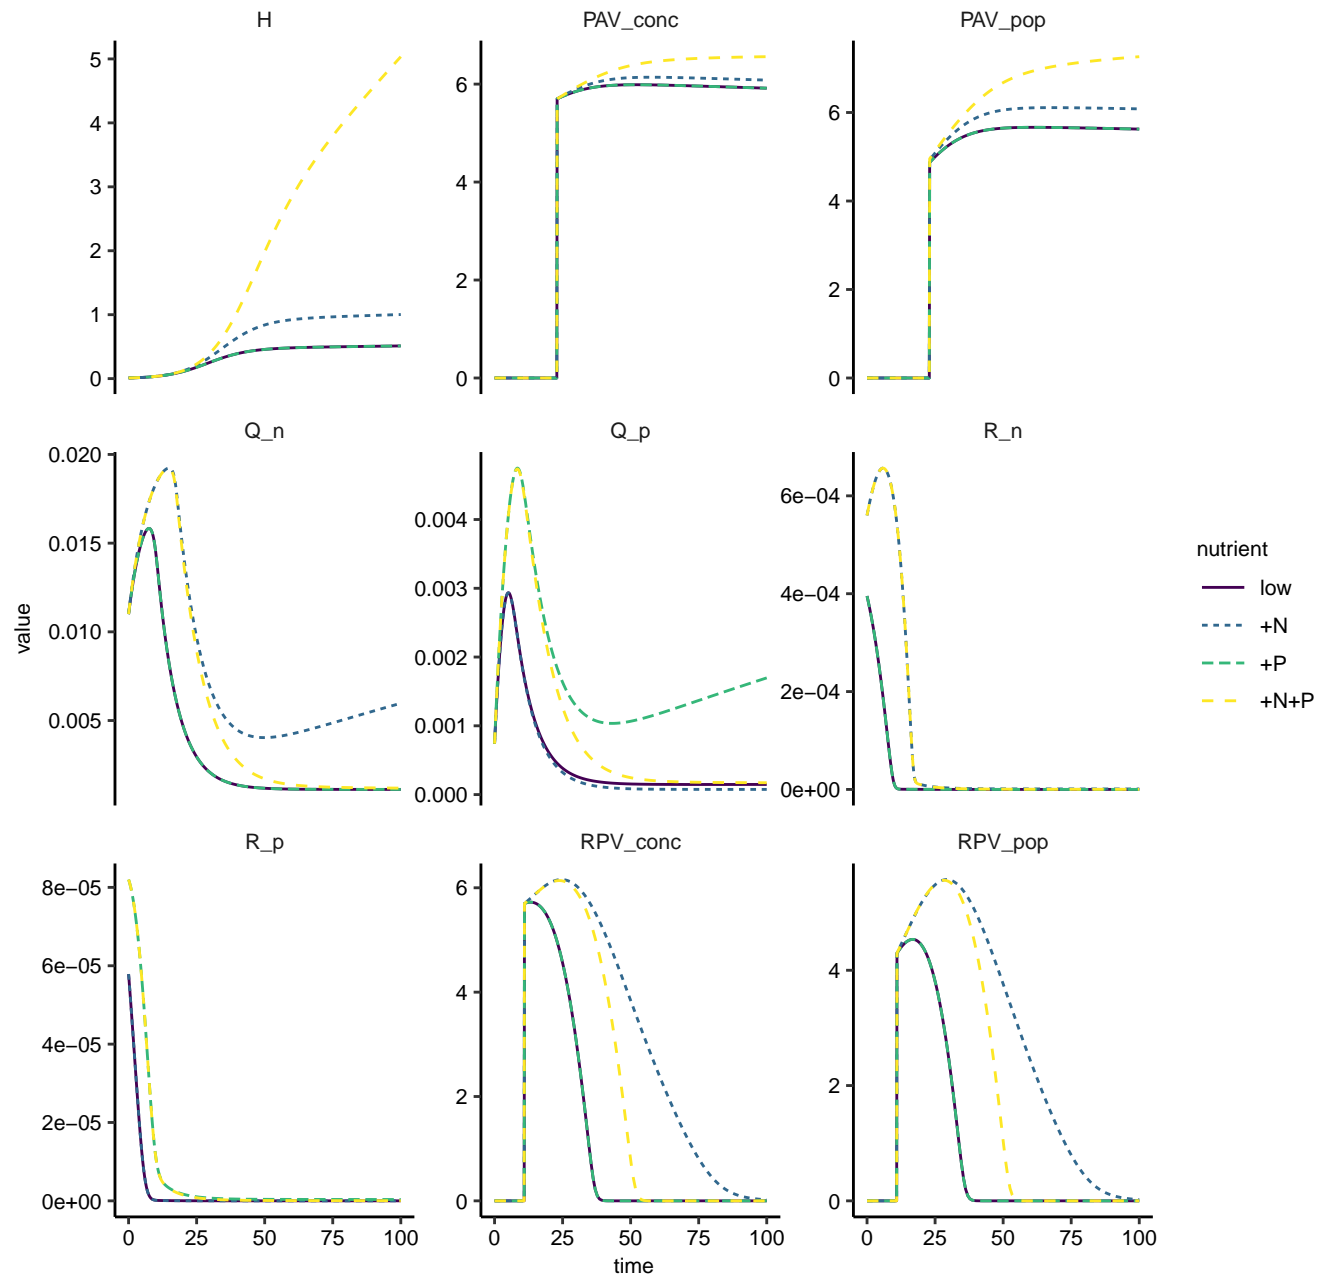 H
PAV_conc
PAV_pop
5
4
3
2
1
0
6
4
2
0
6
4
2
0
Q_n
Q_p
R_n
0.020
0.015
0.010
0.005
0.004
0.003
0.002
0.001
0.000
6e−04
4e−04
2e−04
0e+00
R_p
RPV_conc
RPV_pop
8e−05
6e−05
4e−05
2e−05
0e+00
6
4
2
0
4
2
0
0 25 50 75 100
0 25 50 75 100
0 25 50 75 100
time
value
nutrient
low
+N
+P
+N+P